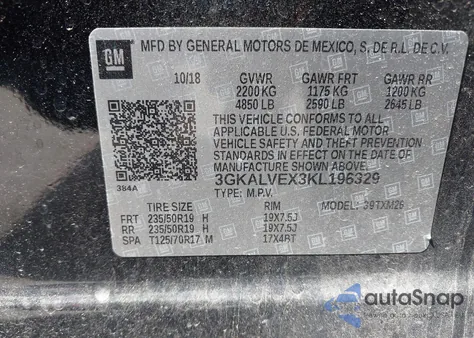 GM
MFD BY GENERAL MOTORS DE MEXICO, S, DE R.L. DE C.V.
10/18 GVWR GAWR FRT GAWR RR
2200 KG 1175 KG 1200 KG
4850 LB 2590 LB 2645 LB
THIS VEHICLE CONFORMS TO ALL
APPLICABLE U.S. FEDERAL MOTOR
VEHICLE SAFETY STANDARDS IN
EFFECT ON THE DATE OF
MANUFACTURE SHOWN ABOVE.
3GKALVEX3KL196329
384A TYPE: M.P.V. MODEL: 39TXM26
TIRE SIZE RIM
FRT 235/50R19 H 19X7.5J
RR 235/50R19 H 19X7.5J
SPA T125/70R17 M 17X4BT
autoSnap